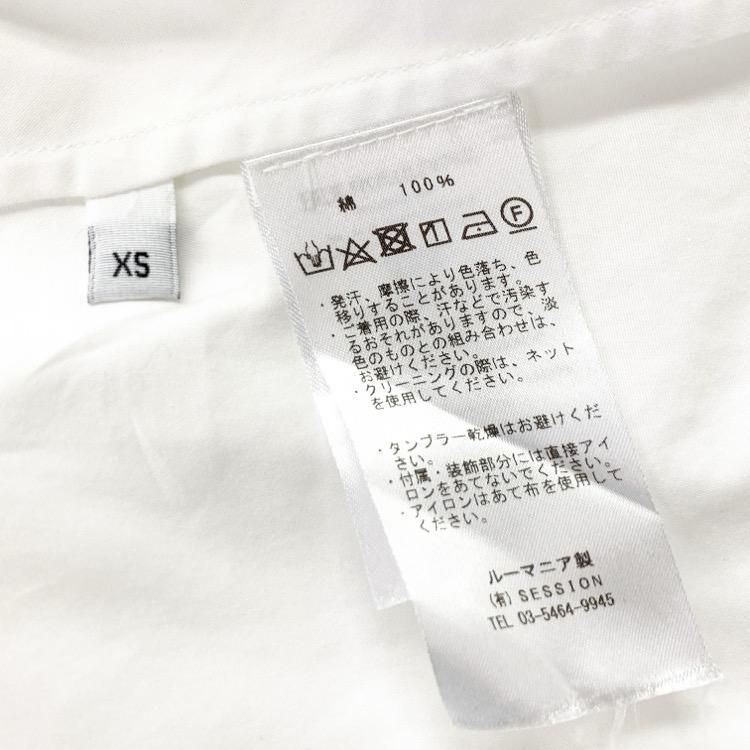 XS
綿 100%
F
・発汗、摩擦により色落ち、色
移りすることがあります。
・ご着用の際、汗などで汚染す
るおそれがありますので、淡
色のものとの組み合わせは、
お避けください。
・クリーニングの際は、ネット
を使用してください。
・タンブラー乾燥はお避けくだ
さい。
・付属・装飾部分には直接アイ
ロンをあてないでください。
・アイロンはあて布を使用して
ください。
ルーマニア製
(有) SESSION
TEL 03-5464-9945